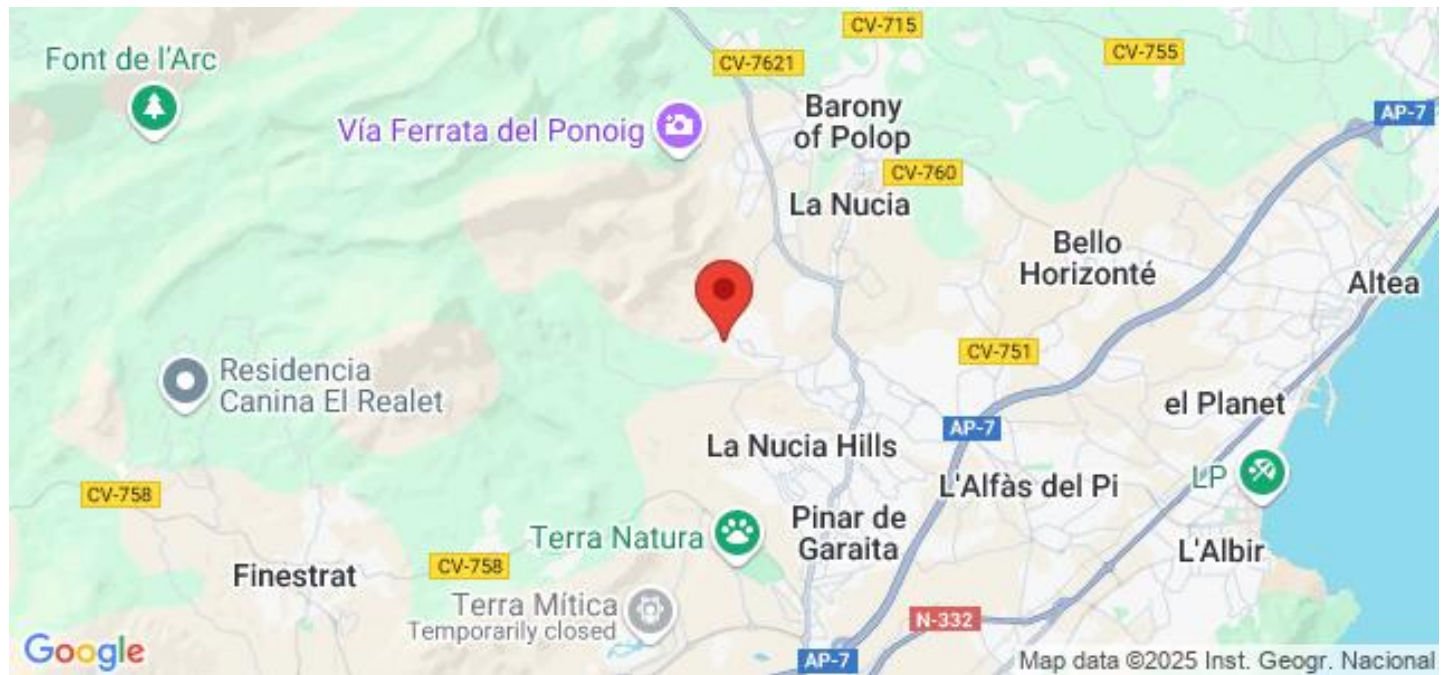 CV-715
Font de l'Arc
CV-7621
CV-755
Barony
of Polop
AP-7
Vía Ferrata del Ponoig
CV-760
La Nucia
Bello
Horizonté
Altea
CV-751
Residencia
Canina El Realet
el Planet
AP-7
La Nucia Hills
LP
L'Alfàs del Pi
CV-758
Pinar de
Garaita
Terra Natura
L'Albir
CV-758
Finestrat
Terra Mítica
Temporarily closed
N-332
Google
AP-7
Map data ©2025 Inst. Geogr. Nacional